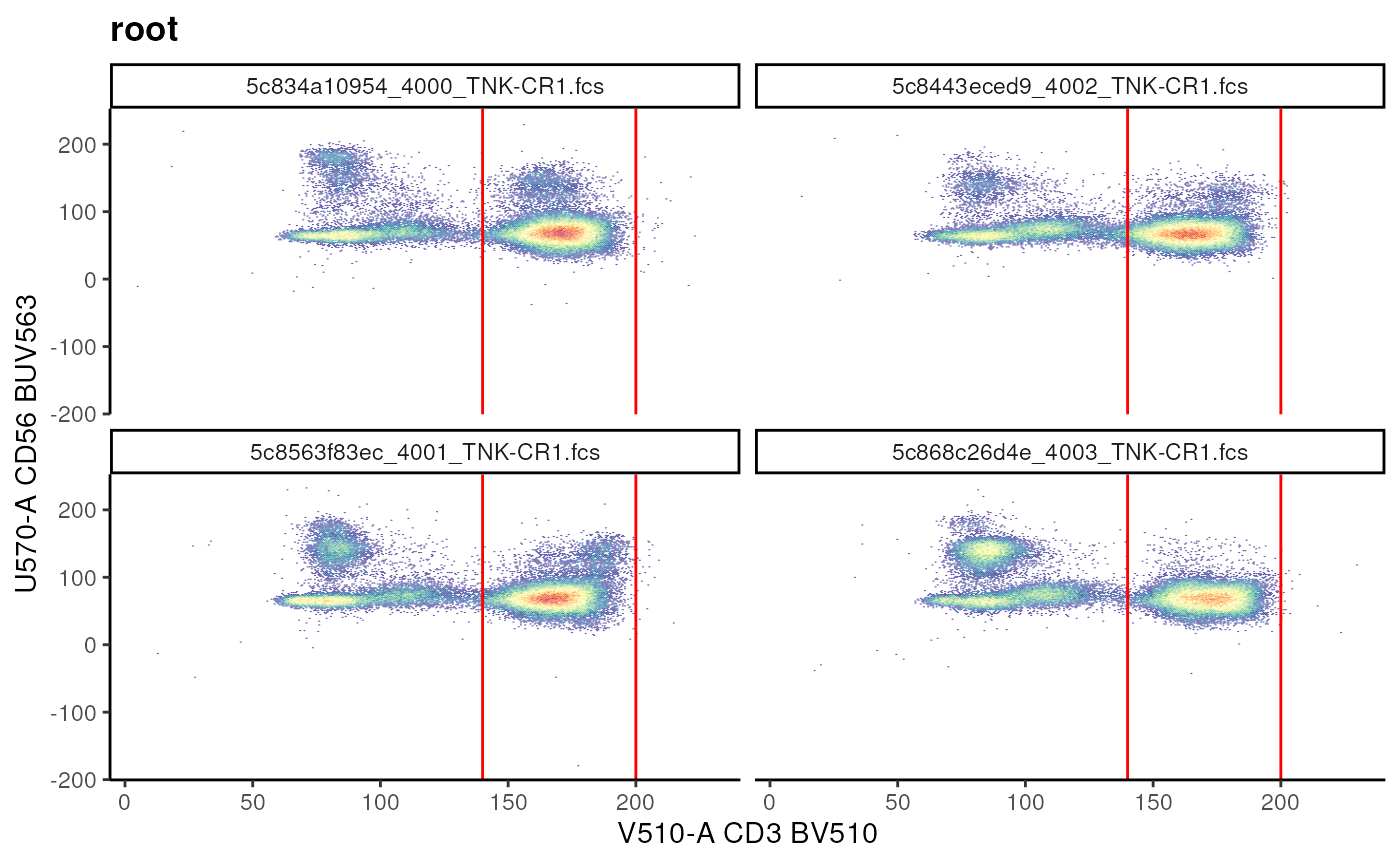 root
5c834a10954_4000_TNK-CR1.fcs
5c8443eced9_4002_TNK-CR1.fcs
200
100
0
-100
-200
5c8563f83ec_4001_TNK-CR1.fcs
5c868c26d4e_4003_TNK-CR1.fcs
200
100
0
-100
-200
U570-A CD56 BUV563
0 50 100 150 200
0 50 100 150 200
V510-A CD3 BV510